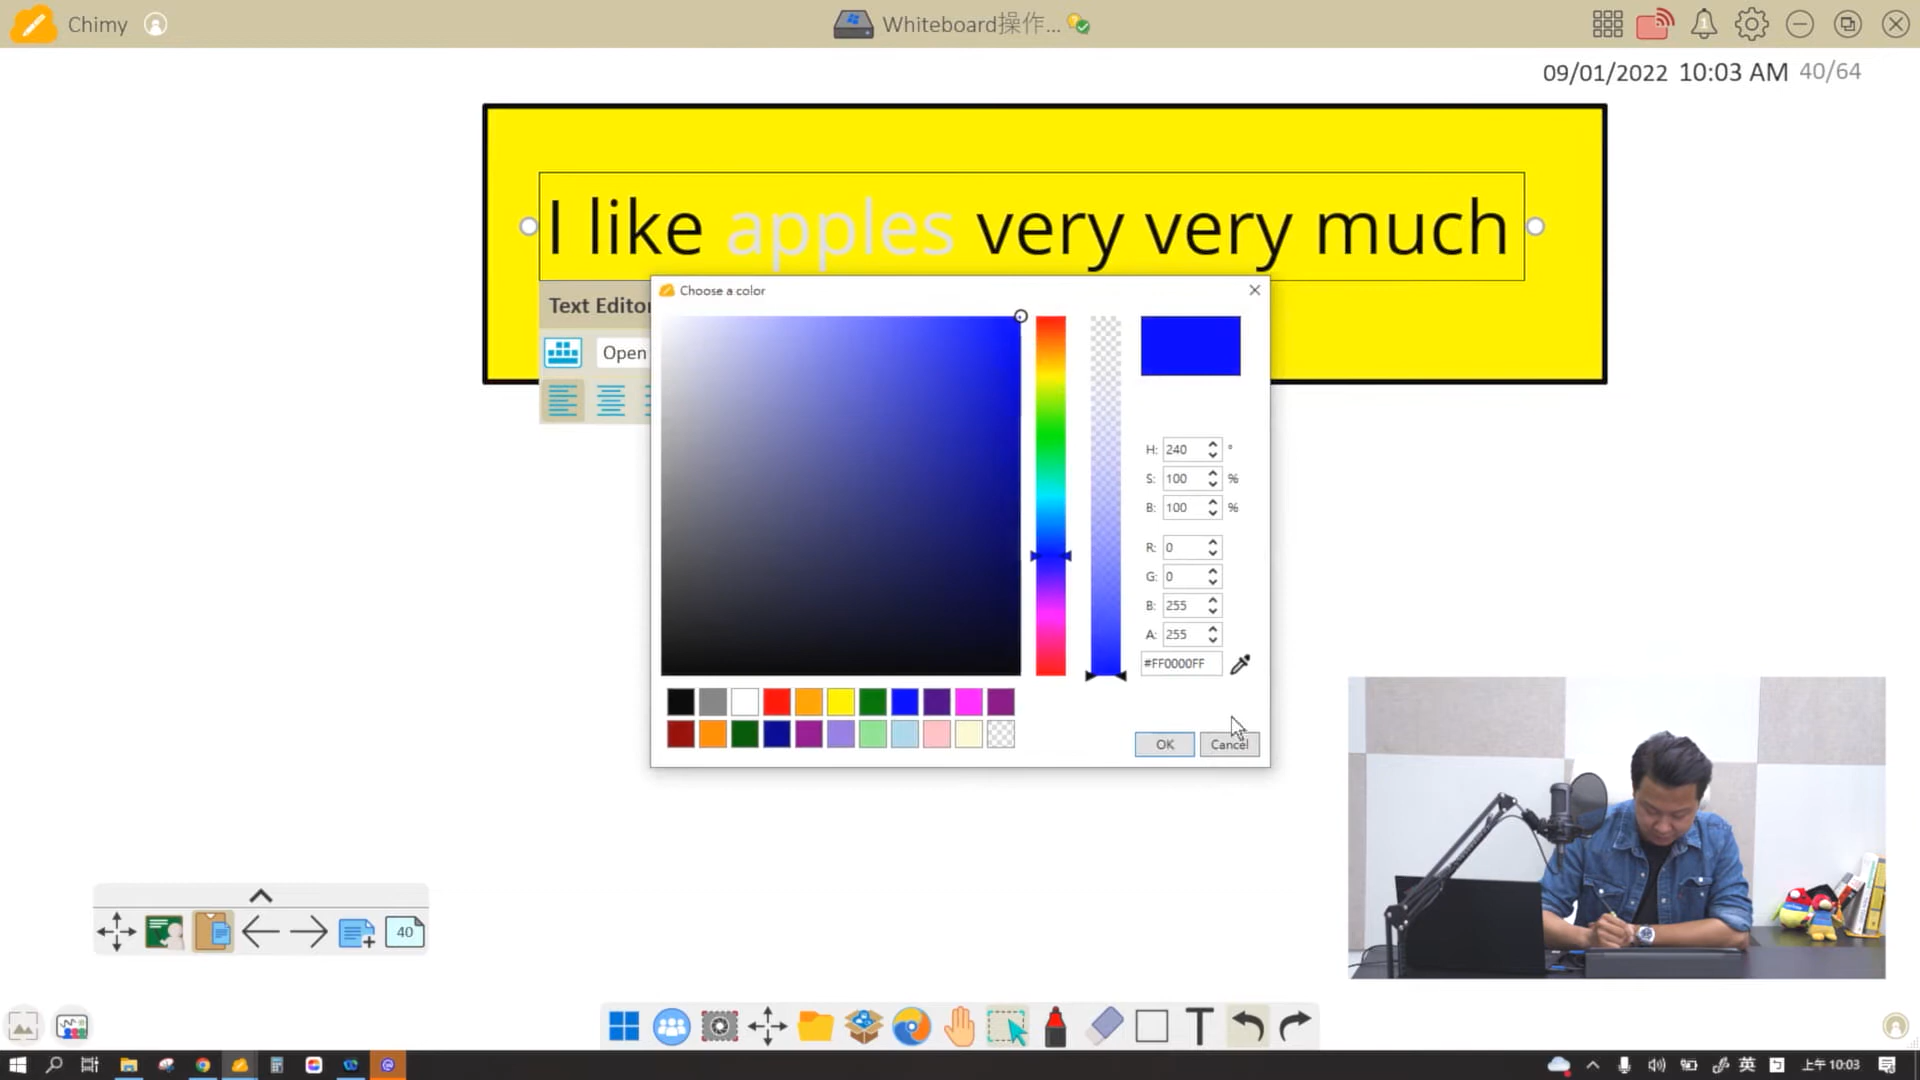 Chimy
Whiteboard操作...
09/01/2022 10:03 AM 40/64
I like apples very very much
Text Edito
Open
Choose a color
H: 240 °
S: 100 %
B: 100 %
R: 0
G: 0
B: 255
A: 255
#FF0000FF
OK Cancel
40
T
英
上午 10:03